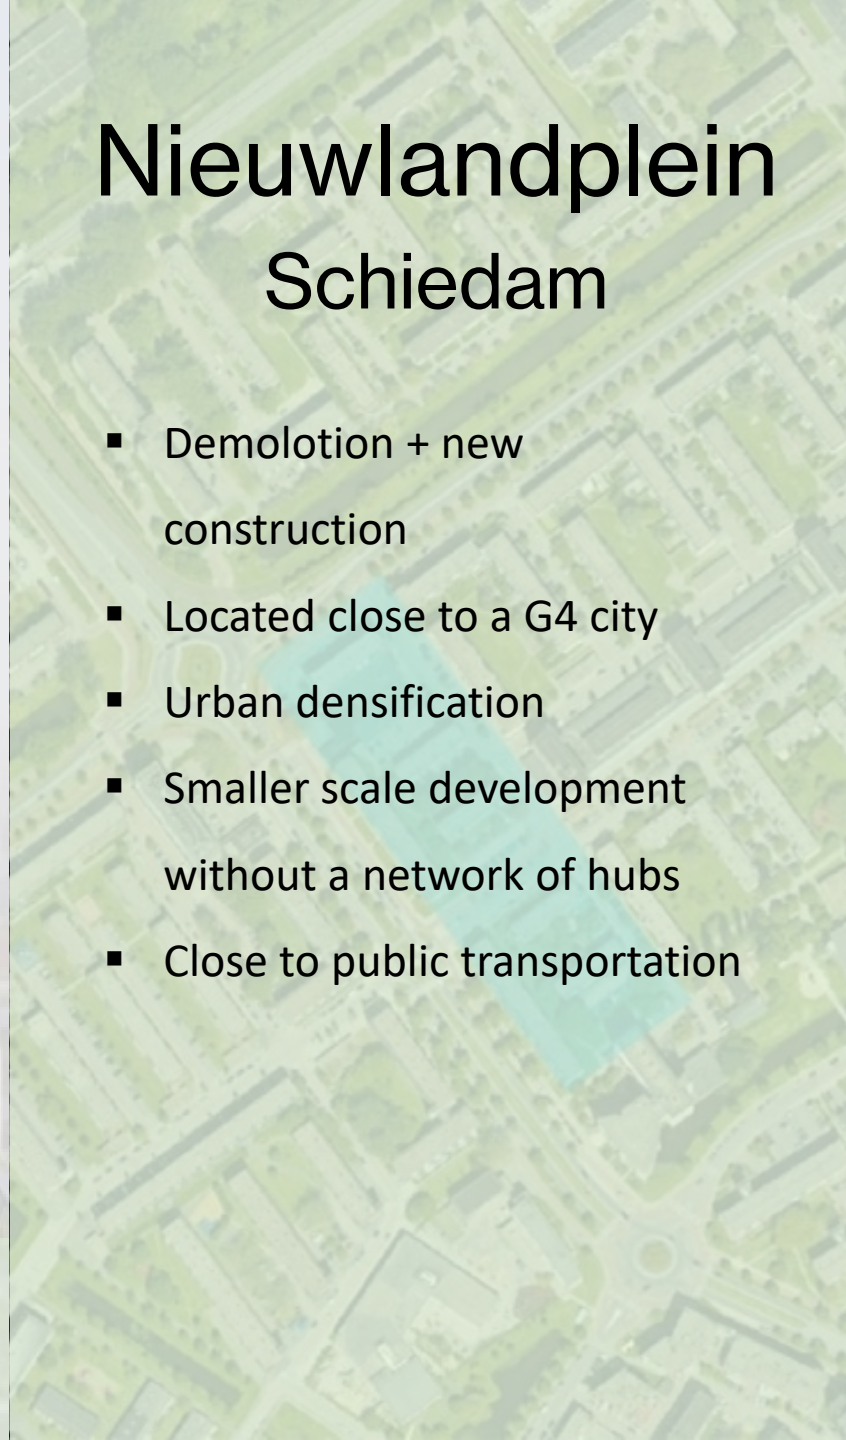 Nieuwlandplein
Schiedam
▪ Demolotion + new
construction
▪ Located close to a G4 city
▪ Urban densification
▪ Smaller scale development
without a network of hubs
▪ Close to public transportation